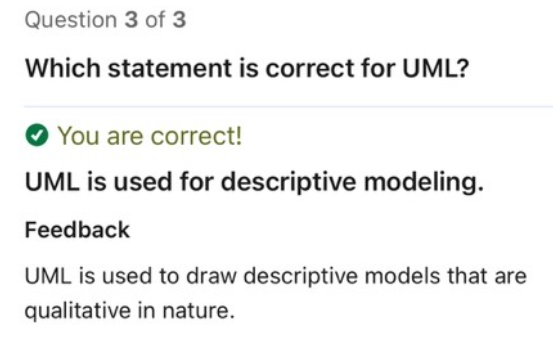 Question 3 of 3
Which statement is correct for UML?
You are correct!
UML is used for descriptive modeling.
Feedback
UML is used to draw descriptive models that are
qualitative in nature.